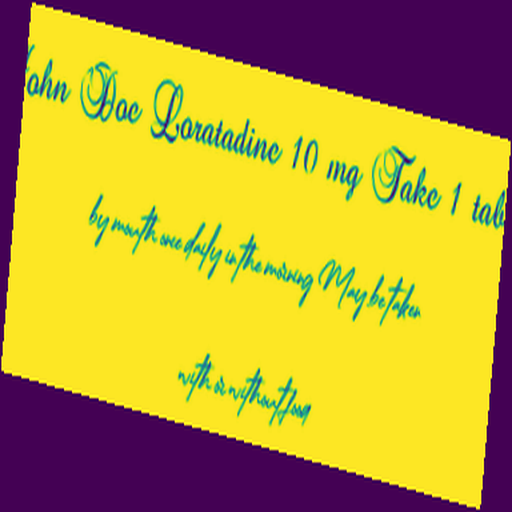 John Doe Loratadine 10 mg Take 1 tab
by mouth once daily in the morning May be taken
with or without food